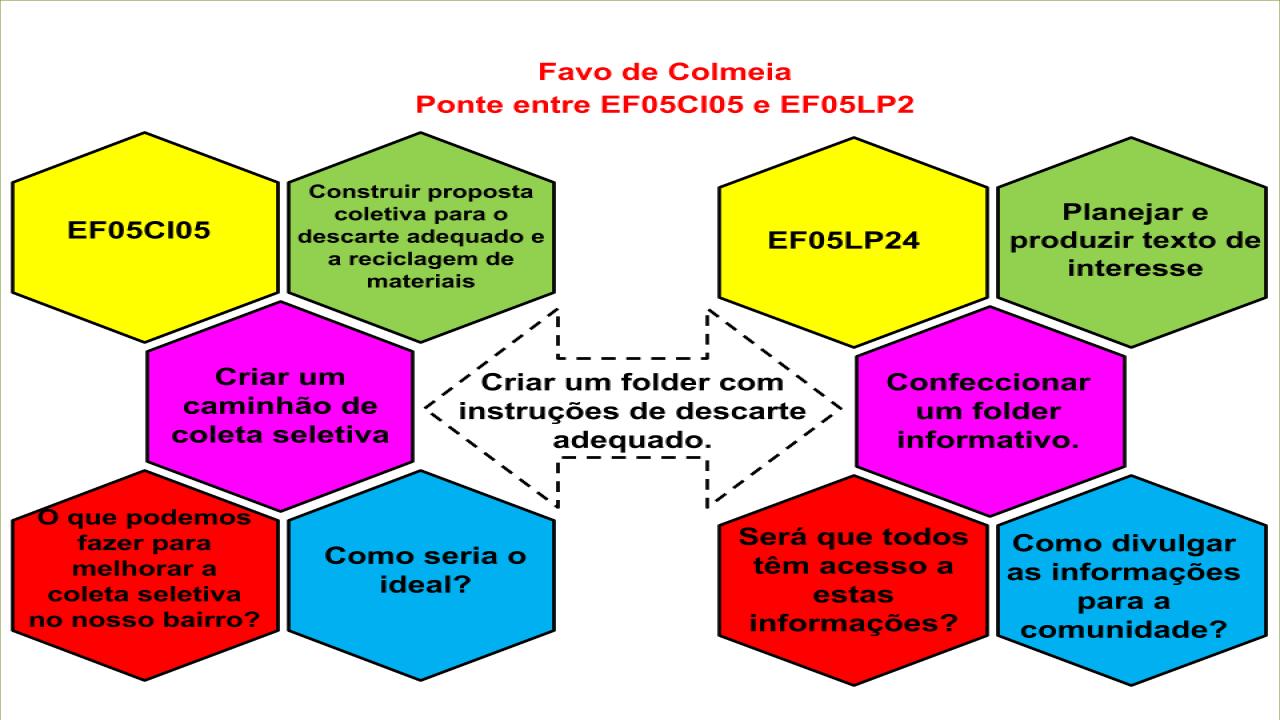 Favo de Colmeia
Ponte entre EF05CI05 e EF05LP2
EF05CI05
Construir proposta
coletiva para o
descarte adequado e
a reciclagem de
materiais
Criar um
caminhão de
coleta seletiva
O que podemos
fazer para
melhorar a
coleta seletiva
no nosso bairro?
Como seria o
ideal?
Criar um folder com
instruções de descarte
adequado.
EF05LP24
Planejar e
produzir texto de
interesse
Confeccionar
um folder
informativo.
Será que todos
têm acesso a
estas
informações?
Como divulgar
as informações
para a
comunidade?